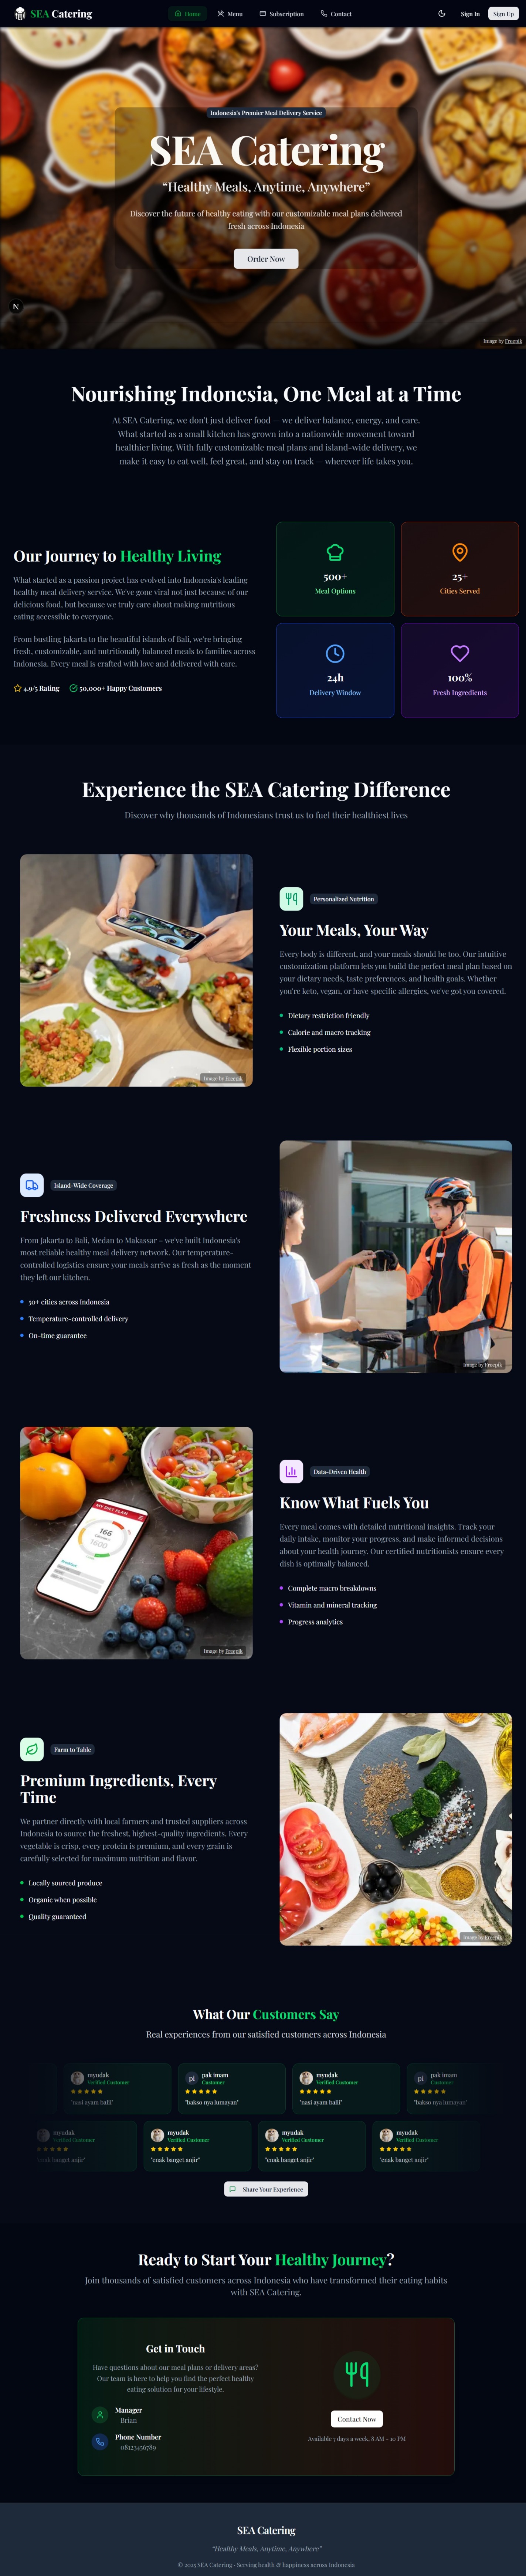 SEA Catering
Home
Menu
Subscription
Contact
Sign In
Sign Up
Indonesia's Premier Meal Delivery Service
SEA Catering
“Healthy Meals, Anytime, Anywhere”
Discover the future of healthy eating with our customizable meal plans delivered
fresh across Indonesia
Order Now
N
Image by Freepik
Nourishing Indonesia, One Meal at a Time
At SEA Catering, we don't just deliver food — we deliver balance, energy, and care.
What started as a small kitchen has grown into a nationwide movement toward
healthier living. With fully customizable meal plans and island-wide delivery, we
make it easy to eat well, feel great, and stay on track — wherever life takes you.
Our Journey to Healthy Living
What started as a passion project has evolved into Indonesia's leading
healthy meal delivery service. We've gone viral not just because of our
delicious food, but because we truly care about making nutritious
eating accessible to everyone.
From bustling Jakarta to the beautiful islands of Bali, we're bringing
fresh, customizable, and nutritionally balanced meals to families across
Indonesia. Every meal is crafted with love and delivered with care.
4.9/5 Rating
50,000+ Happy Customers
500+
Meal Options
25+
Cities Served
24h
Delivery Window
100%
Fresh Ingredients
Experience the SEA Catering Difference
Discover why thousands of Indonesians trust us to fuel their healthiest lives
Image by Freepik
Personalized Nutrition
Your Meals, Your Way
Every body is different, and your meals should be too. Our intuitive
customization platform lets you build the perfect meal plan based on
your dietary needs, taste preferences, and health goals. Whether
you're keto, vegan, or have specific allergies, we've got you covered.
Dietary restriction friendly
Calorie and macro tracking
Flexible portion sizes
Island-Wide Coverage
Freshness Delivered Everywhere
From Jakarta to Bali, Medan to Makassar – we've built Indonesia's
most reliable healthy meal delivery network. Our temperature-
controlled logistics ensure your meals arrive as fresh as the moment
they left our kitchen.
50+ cities across Indonesia
Temperature-controlled delivery
On-time guarantee
Image by Freepik
MY DIET PLAN
166
1600
Image by Freepik
Data-Driven Health
Know What Fuels You
Every meal comes with detailed nutritional insights. Track your
daily intake, monitor your progress, and make informed decisions
about your health journey. Our certified nutritionists ensure every
dish is optimally balanced.
Complete macro breakdowns
Vitamin and mineral tracking
Progress analytics
Farm to Table
Premium Ingredients, Every
Time
We partner directly with local farmers and trusted suppliers across
Indonesia to source the freshest, highest-quality ingredients. Every
vegetable is crisp, every protein is premium, and every grain is
carefully selected for maximum nutrition and flavor.
Locally sourced produce
Organic when possible
Quality guaranteed
Image by Freepik
What Our Customers Say
Real experiences from our satisfied customers across Indonesia
myudak
Verified Customer
"nasi ayam balii"
pi
pak imam
Customer
"bakso nya lumayan"
myudak
Verified Customer
"nasi ayam balii"
pi
pak imam
Customer
"bakso nya lumayan"
myudak
Verified Customer
"enak banget anjir"
myudak
Verified Customer
"enak banget anjir"
myudak
Verified Customer
"enak banget anjir"
myudak
Verified Customer
"enak banget anjir"
Share Your Experience
Ready to Start Your Healthy Journey?
Join thousands of satisfied customers across Indonesia who have transformed their eating habits
with SEA Catering.
Get in Touch
Have questions about our meal plans or delivery areas?
Our team is here to help you find the perfect healthy
eating solution for your lifestyle.
Manager
Brian
Phone Number
08123456789
Contact Now
Available 7 days a week, 8 AM - 10 PM
SEA Catering
“Healthy Meals, Anytime, Anywhere”
© 2025 SEA Catering · Serving health & happiness across Indonesia